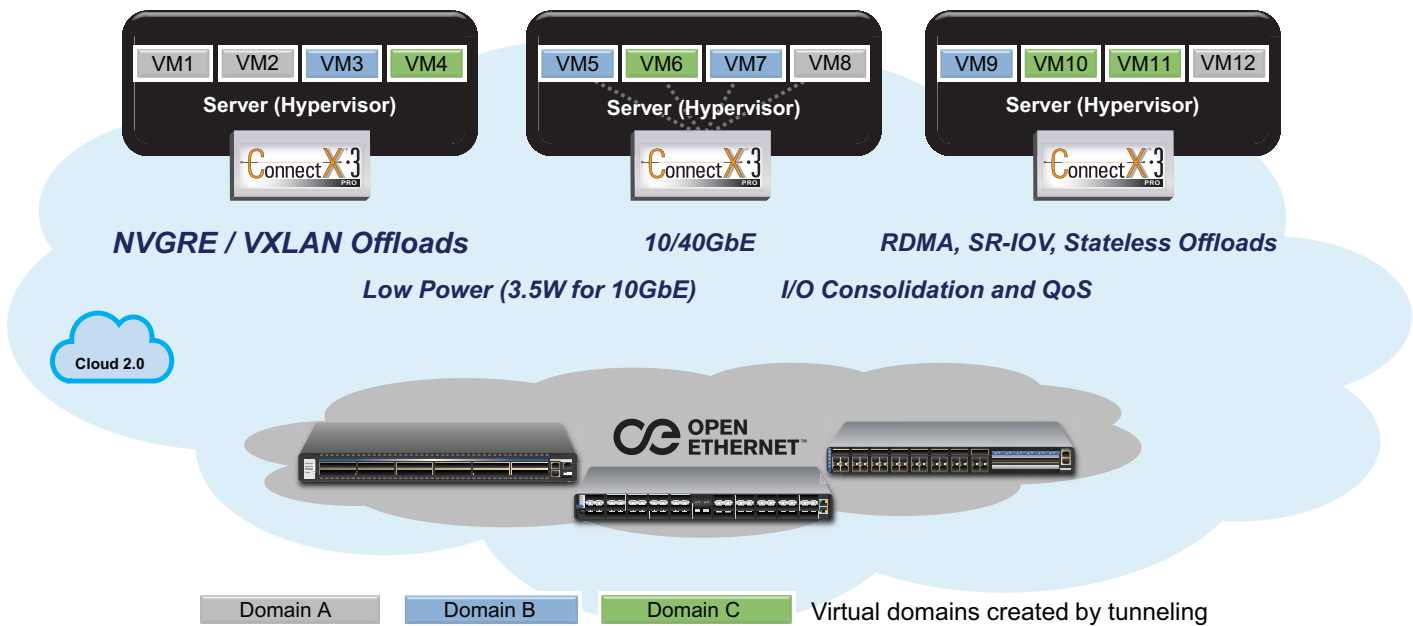 VM1 VM2 VM3 VM4
Server (Hypervisor)
ConnectX·3
PRO
VM5 VM6 VM7 VM8
Server (Hypervisor)
ConnectX·3
PRO
VM9 VM10 VM11 VM12
Server (Hypervisor)
ConnectX·3
PRO
NVGRE / VXLAN Offloads
10/40GbE
RDMA, SR-IOV, Stateless Offloads
Low Power (3.5W for 10GbE)
I/O Consolidation and QoS
Cloud 2.0
OPEN
ETHERNET™
Domain A
Domain B
Domain C
Virtual domains created by tunneling